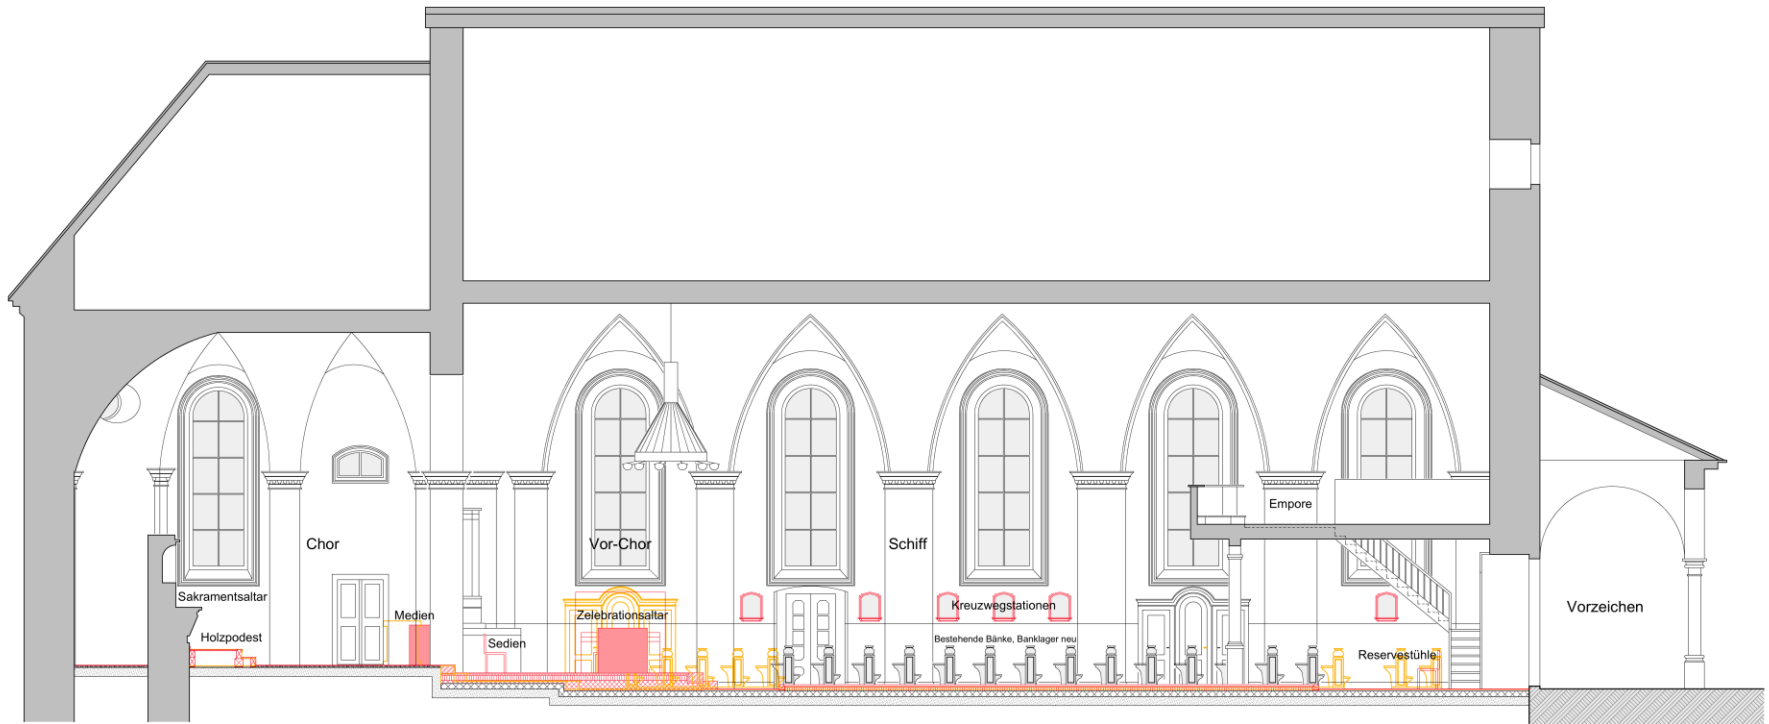 Empore
Chor
Vor-Chor
Schiff
Sakramentsaltar
Kreuzwegstationen
Vorzeichen
Medien
Zelebrationsaltar
Holzpodest
Sedien
Bestehende Bänke, Banklager neu
Reservestühle